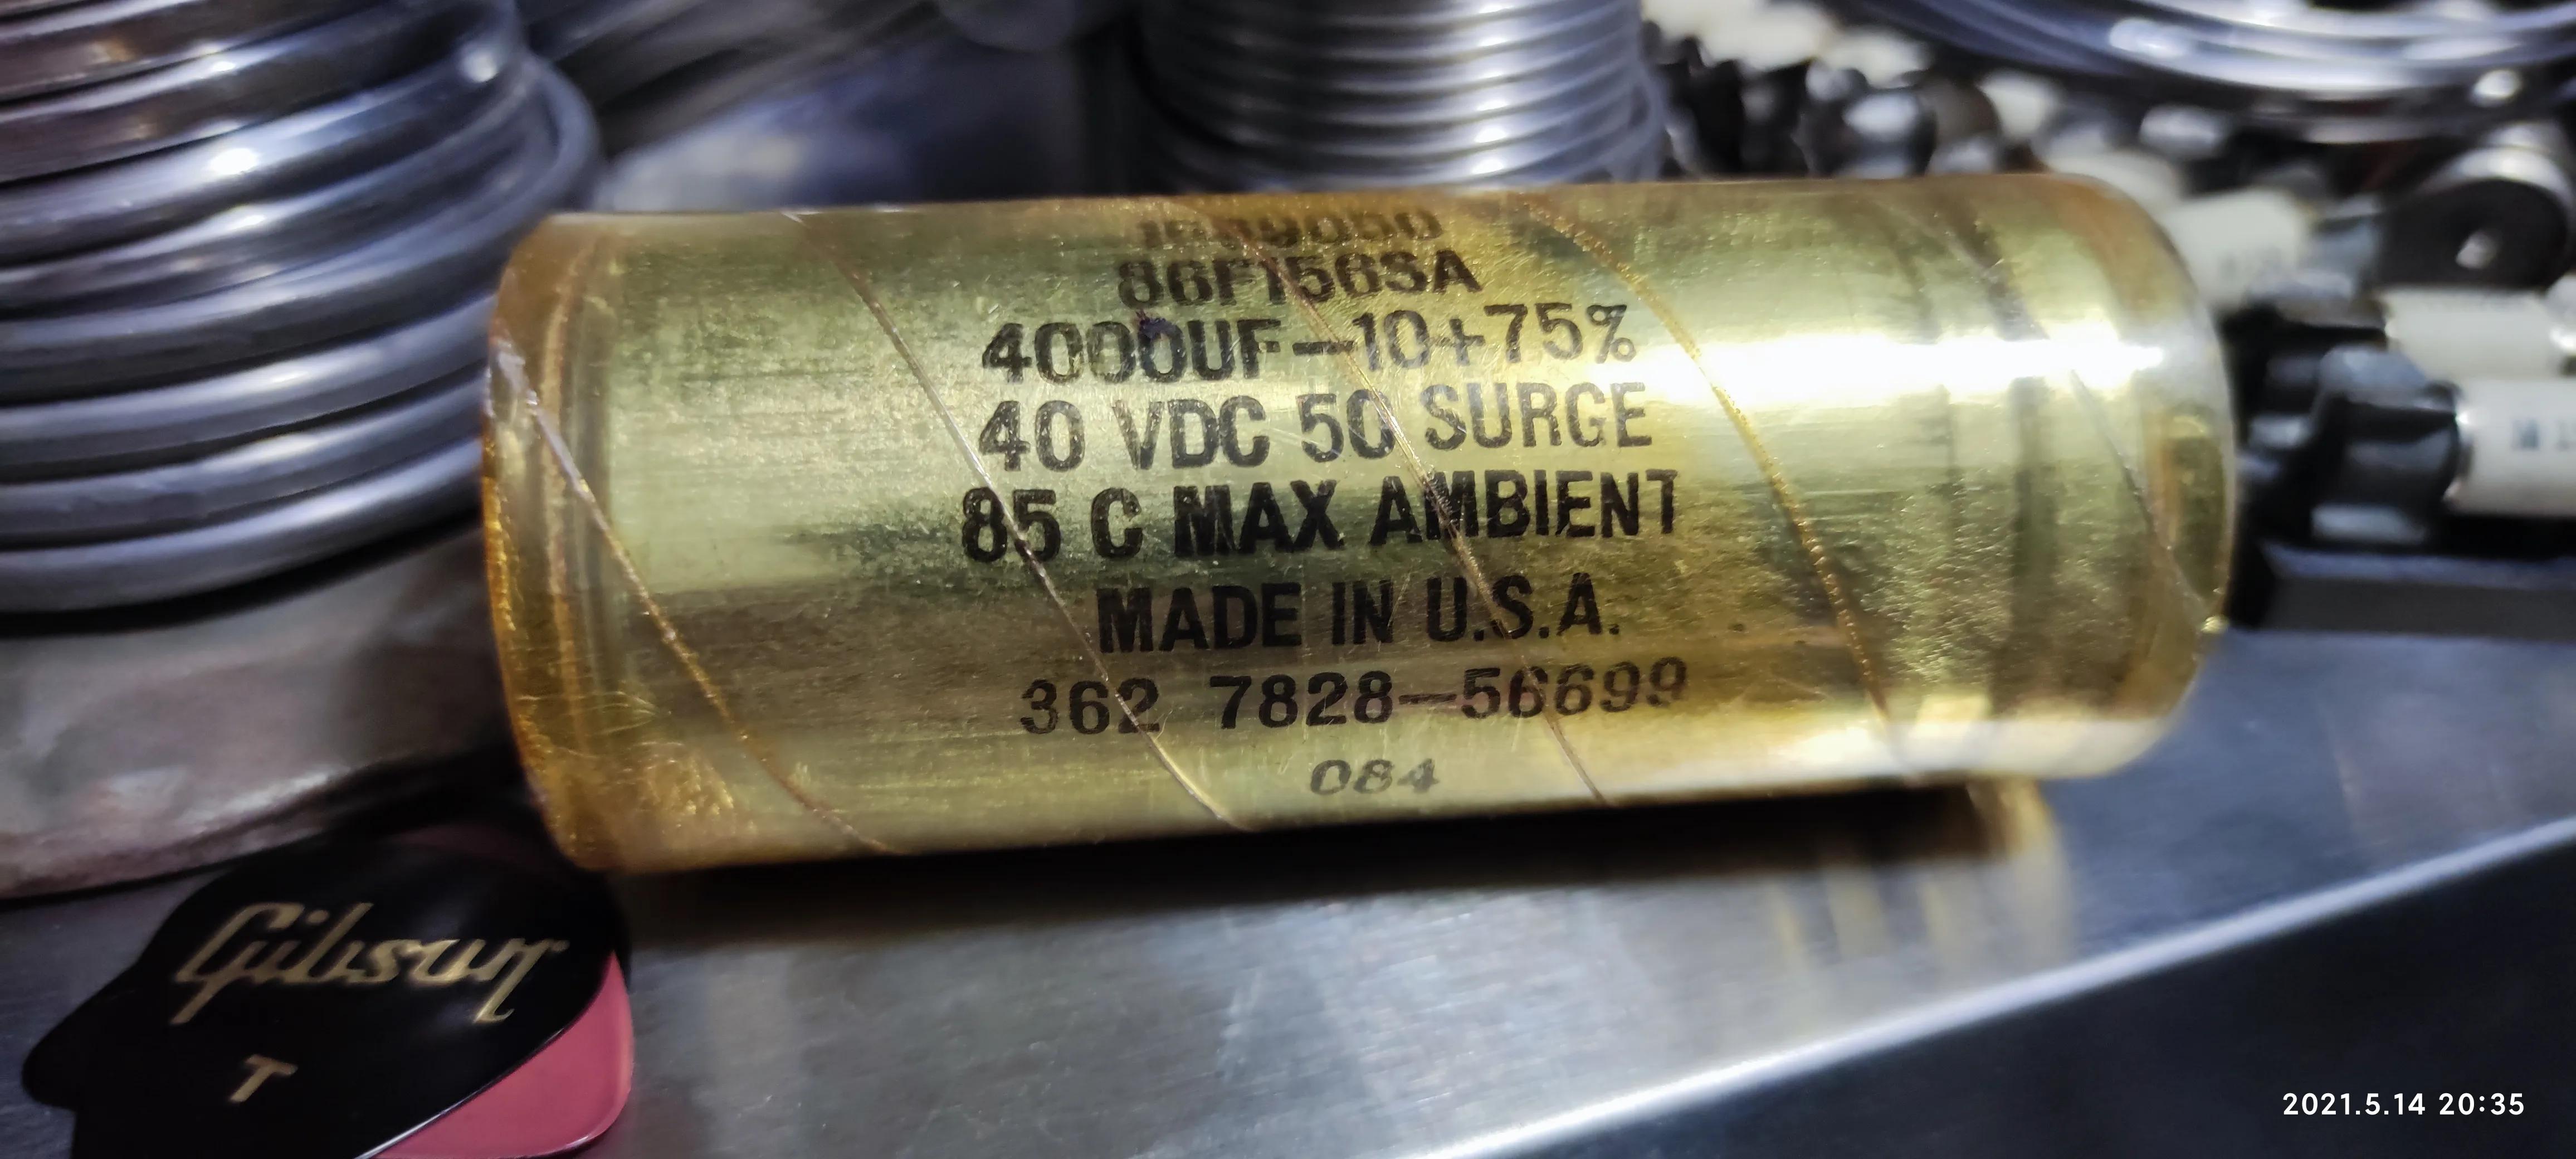 86F156SA
4000UF-10+75%
40 VDC 50 SURGE
85 C MAX AMBIENT
MADE IN U.S.A.
362 7828-56699
084
Gibson
T
2021.5.14 20:35